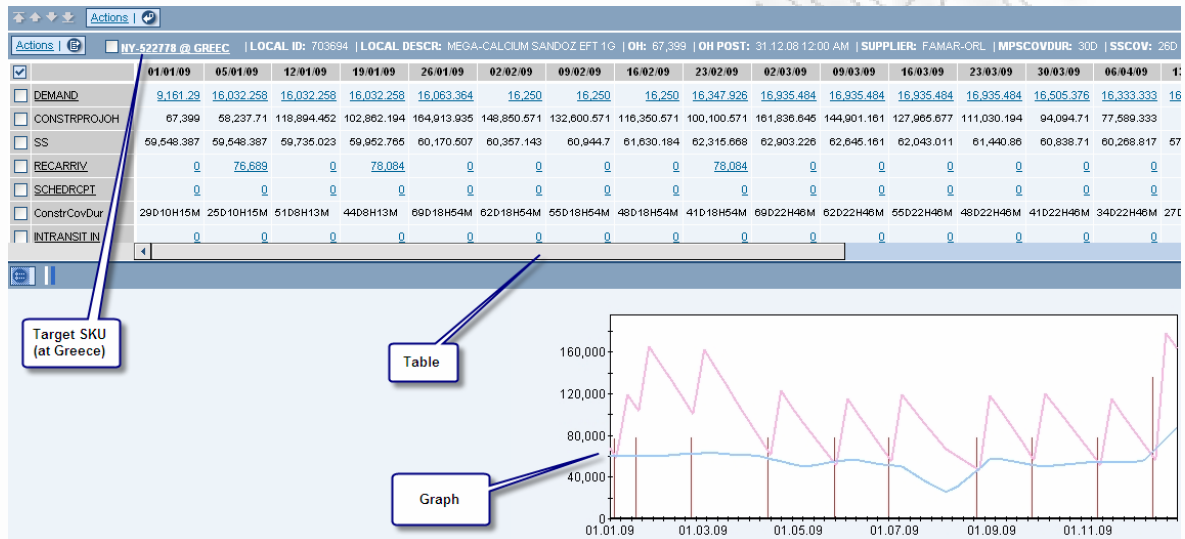 Actions |
Actions | NY-522778 @ GREEC | LOCAL ID: 703694 | LOCAL DESCR: MEGA-CALCIUM SANDOZ EFT 1G | OH: 67,399 | OH POST: 31.12.08 12:00 AM | SUPPLIER: FAMAR-ORL | MPSCOVDUR: 30D | SSCOV: 26D
01/01/09 05/01/09 12/01/09 19/01/09 26/01/09 02/02/09 09/02/09 16/02/09 23/02/09 02/03/09 09/03/09 16/03/09 23/03/09 30/03/09 06/04/09 13
DEMAND 9,161.29 16,032.258 16,032.258 16,032.258 16,063.364 16,250 16,250 16,250 16,347.926 16,935.484 16,935.484 16,935.484 16,935.484 16,505.376 16,333.333 16
CONSTRPROJOH 67,399 58,237.71 118,894.452 102,862.194 164,913.935 148,850.571 132,600.571 116,350.571 100,100.571 161,836.645 144,901.161 127,965.677 111,030.194 94,094.71 77,589.333
SS 59,548.387 59,548.387 59,735.023 59,952.765 60,170.507 60,357.143 60,944.7 61,630.184 62,315.668 62,903.226 62,645.161 62,043.011 61,440.86 60,838.71 60,268.817 57
RECARRIV 0 76,689 0 78,084 0 0 0 0 78,084 0 0 0 0 0 0
SCHEDRCPT 0 0 0 0 0 0 0 0 0 0 0 0 0 0 0
ConstrCovDur 29D10H15M 25D10H15M 51D8H13M 44D8H13M 69D18H54M 62D18H54M 55D18H54M 48D18H54M 41D18H54M 69D22H46M 62D22H46M 55D22H46M 48D22H46M 41D22H46M 34D22H46M 27D
INTRANSIT IN 0 0 0 0 0 0 0 0 0 0 0 0 0 0 0
Target SKU
(at Greece)
Table
Graph
160,000
120,000
80,000
40,000
0
01.01.09 01.03.09 01.05.09 01.07.09 01.09.09 01.11.09